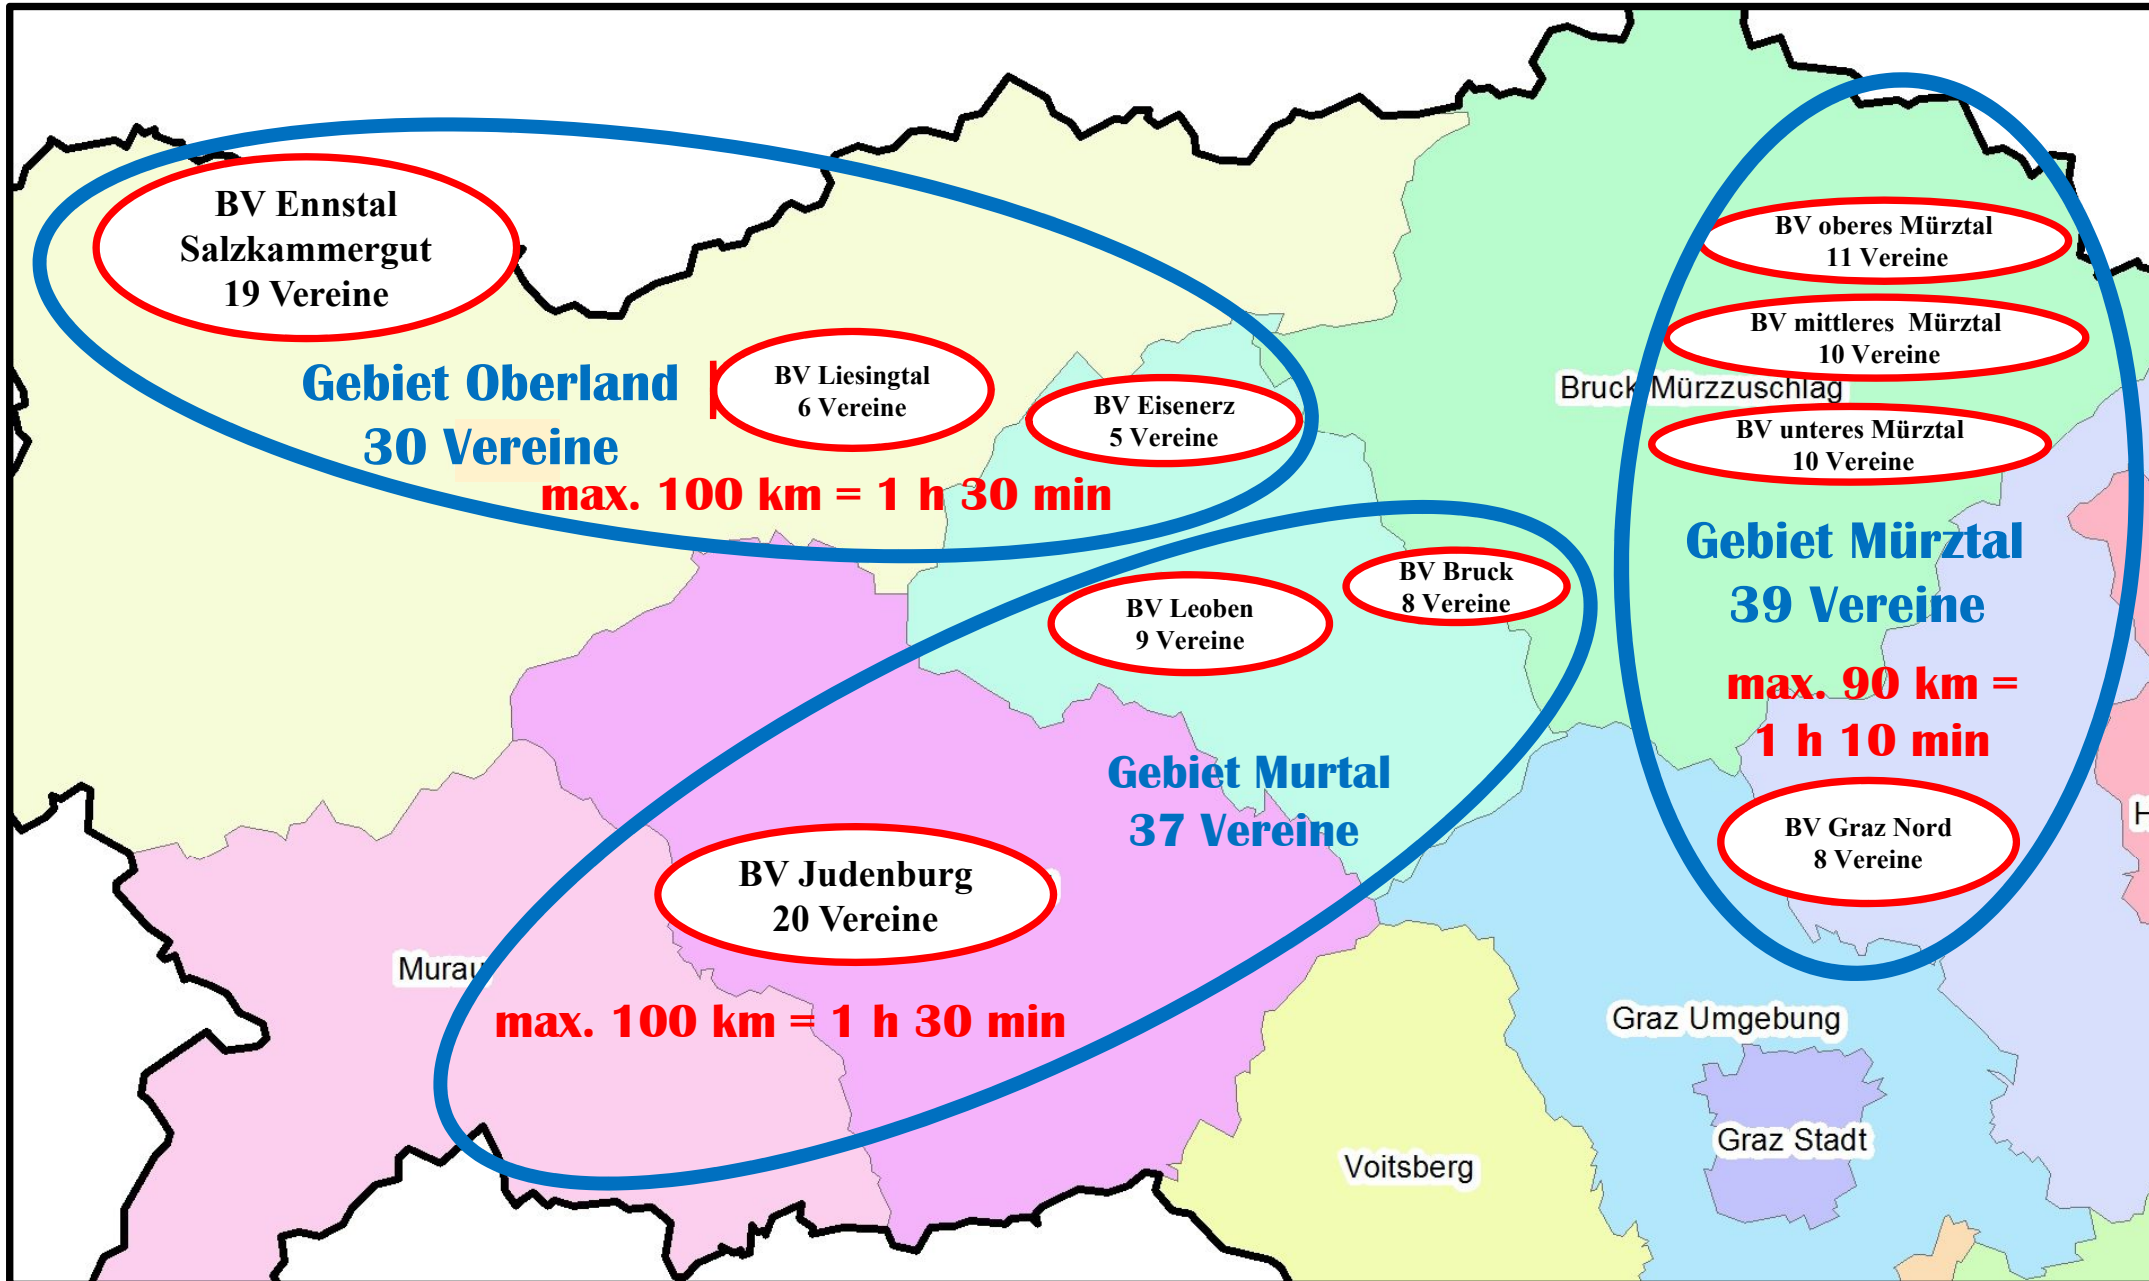 BV Ennstal
Salzkammergut
19 Vereine
Gebiet Oberland
30 Vereine
BV Liesingtal
6 Vereine
BV Eisenerz
5 Vereine
max. 100 km = 1 h 30 min
BV oberes Mürztal
11 Vereine
BV mittleres Mürztal
10 Vereine
Bruck Mürzzuschlag
BV unteres Mürztal
10 Vereine
Gebiet Mürztal
39 Vereine
max. 90 km =
1 h 10 min
BV Graz Nord
8 Vereine
BV Bruck
8 Vereine
BV Leoben
9 Vereine
Gebiet Murtal
37 Vereine
BV Judenburg
20 Vereine
Murau
max. 100 km = 1 h 30 min
H
Graz Umgebung
Graz Stadt
Voitsberg